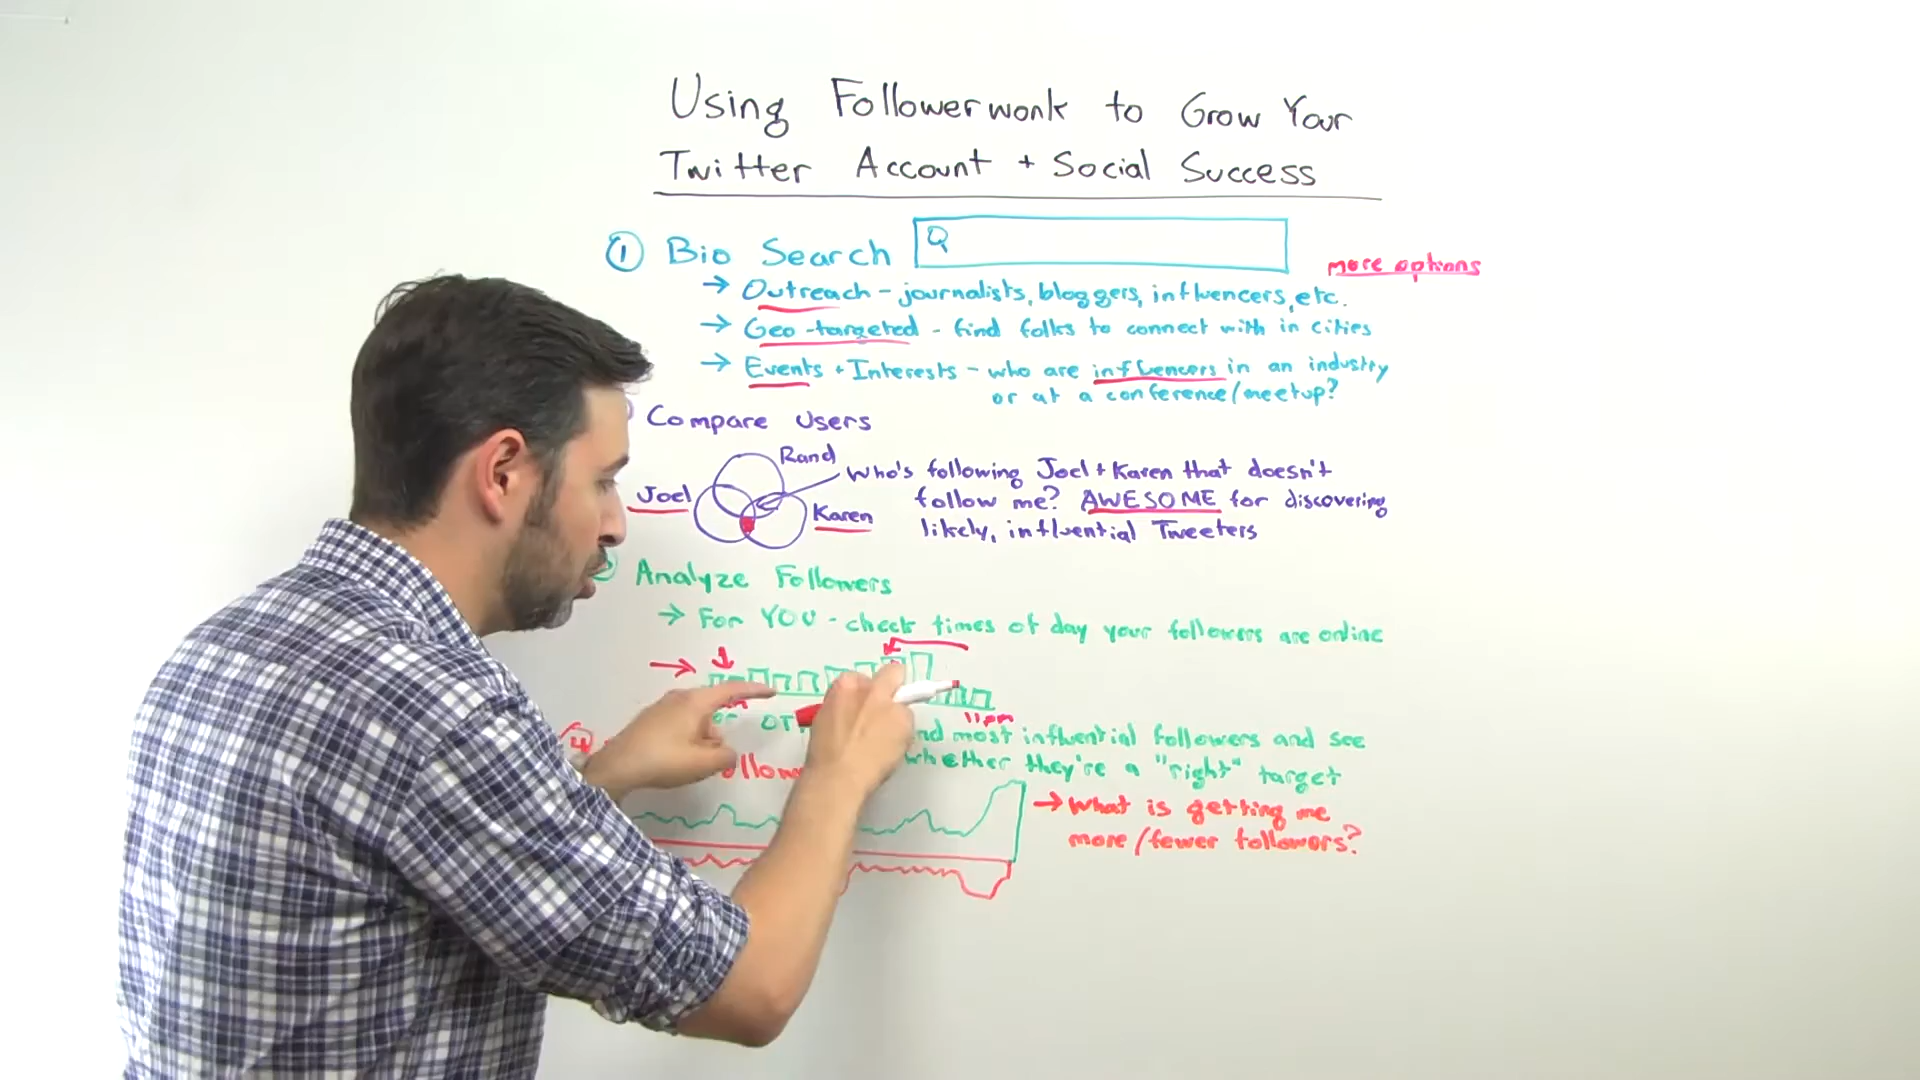 Using Followerwonk to Grow Your
Twitter Account + Social Success
1 Bio Search
more options
→ Outreach - journalists, bloggers, influencers, etc.
→ Geo-targeted - find folks to connect with in cities
→ Events + Interests - who are influencers in an industry
or at a conference/meetup?
Compare Users
Rand
Joel
Karen
Who's following Joel + Karen that doesn't
follow me? AWESOME for discovering
likely, influential Tweeters
Analyze Followers
→ For YOU - check times of day your followers are online
11pm
most influential followers and see
whether they're a "right" target
4
→ What is getting me
more/fewer followers?